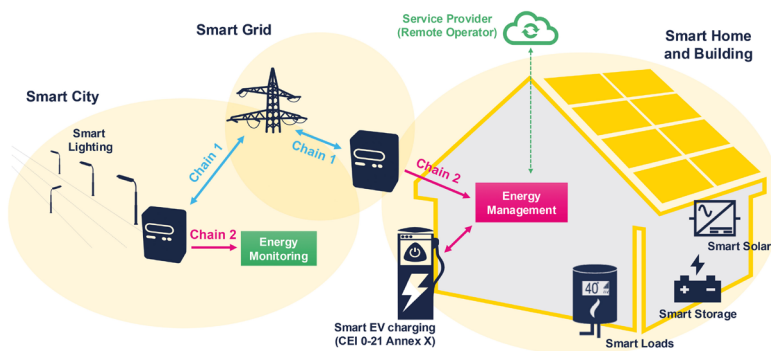 Service Provider
(Remote Operator)
Smart Grid
Smart Home
and Building
Smart City
Smart
Lighting
Chain 1
Chain 1
Chain 2
Energy
Management
Chain 2
Energy
Monitoring
Smart Solar
40°
Smart Storage
Smart EV charging
(CEI 0-21 Annex X)
Smart Loads